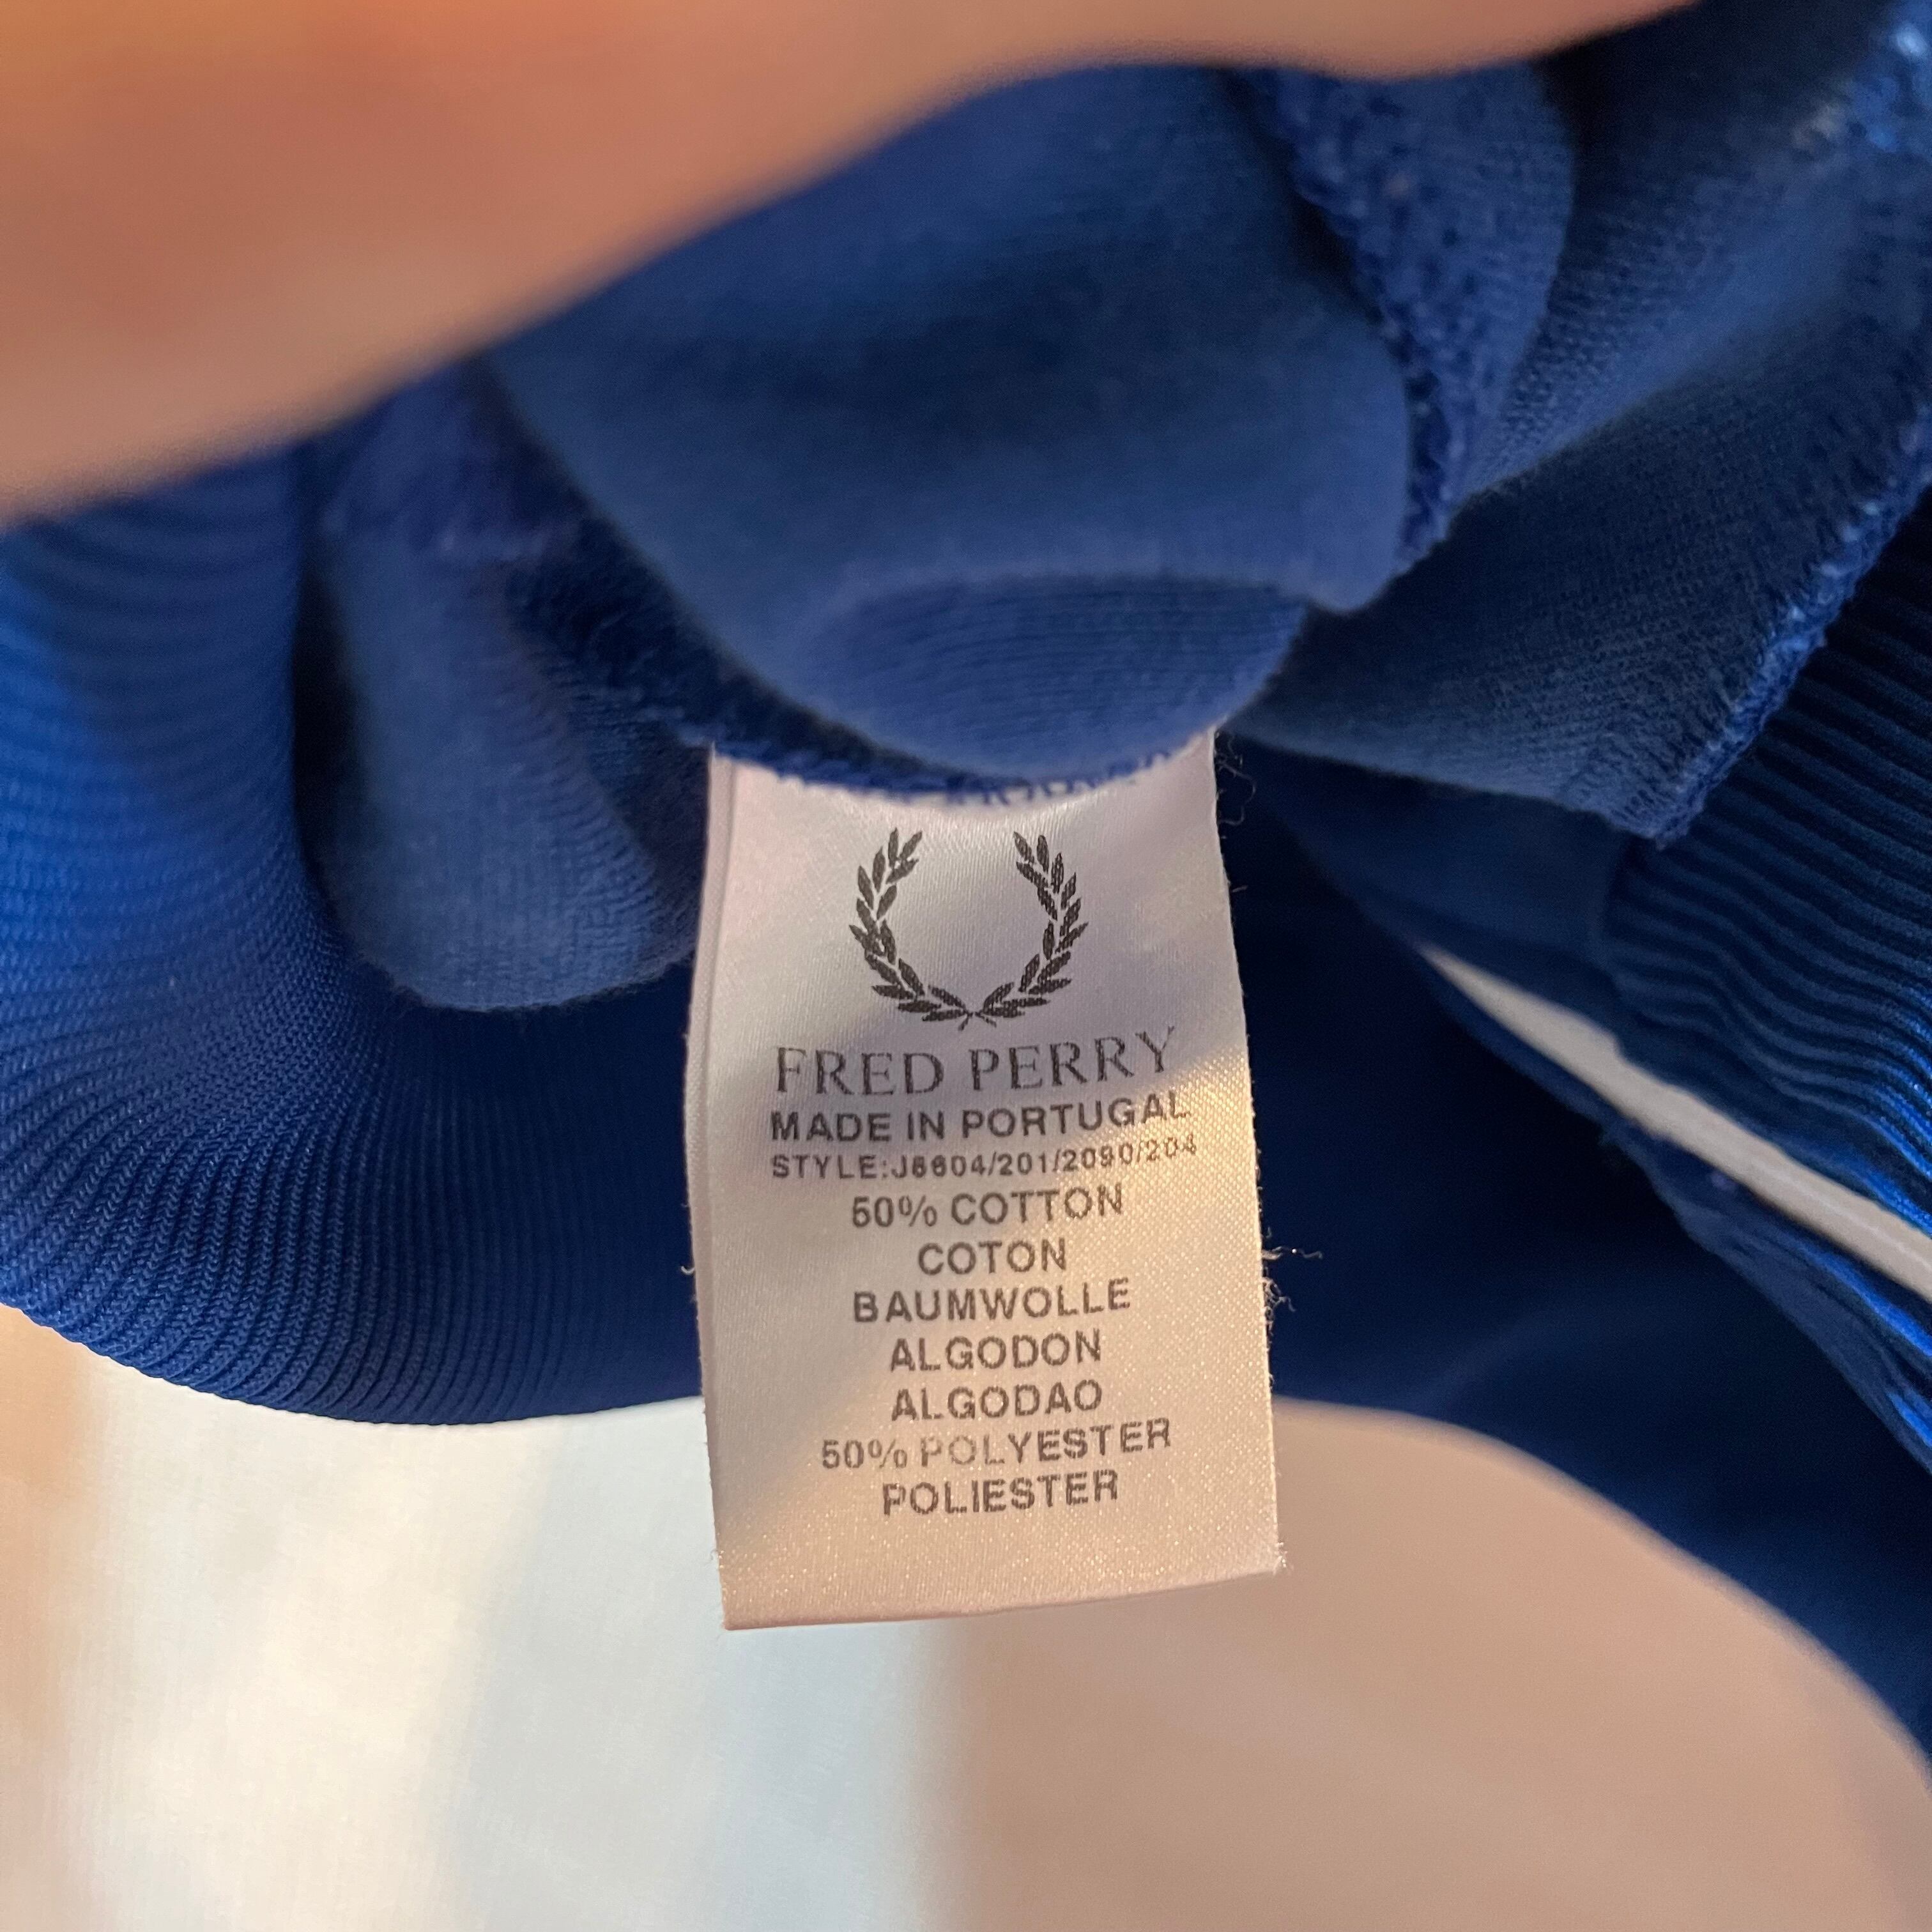 FRED PERRY
MADE IN PORTUGAL
STYLE:J6604/201/2090/204
50% COTTON
COTON
BAUMWOLLE
ALGODON
ALGODAO
50% POLYESTER
POLIESTER